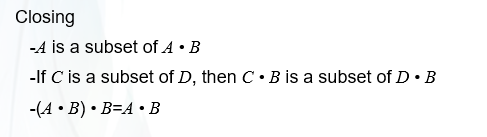 Closing
-A is a subset of A • B
-If C is a subset of D, then C • B is a subset of D • B
-(A • B) • B=A • B